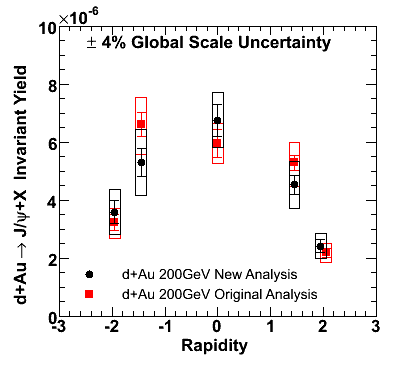 ×10-6
± 4% Global Scale Uncertainty
10
8
6
4
2
0
d+Au → J/ψ+X Invariant Yield
d+Au 200GeV New Analysis
d+Au 200GeV Original Analysis
-3 -2 -1 0 1 2 3
Rapidity